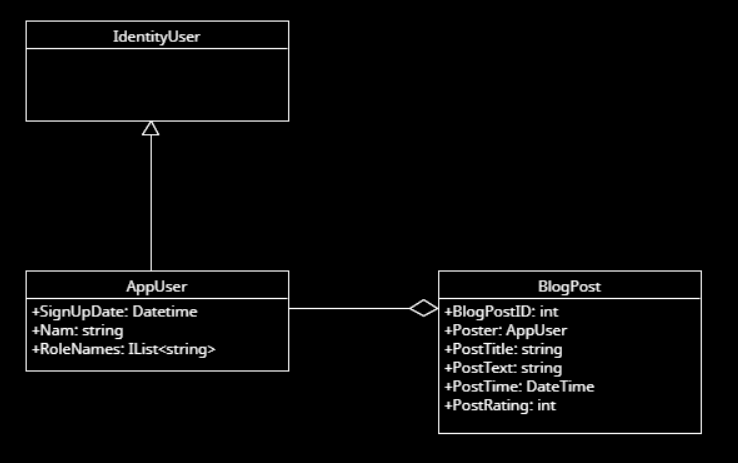 IdentityUser
AppUser
+SignUpDate: Datetime
+Nam: string
+RoleNames: IList<string>
BlogPost
+BlogPostID: int
+Poster: AppUser
+PostTitle: string
+PostText: string
+PostTime: DateTime
+PostRating: int